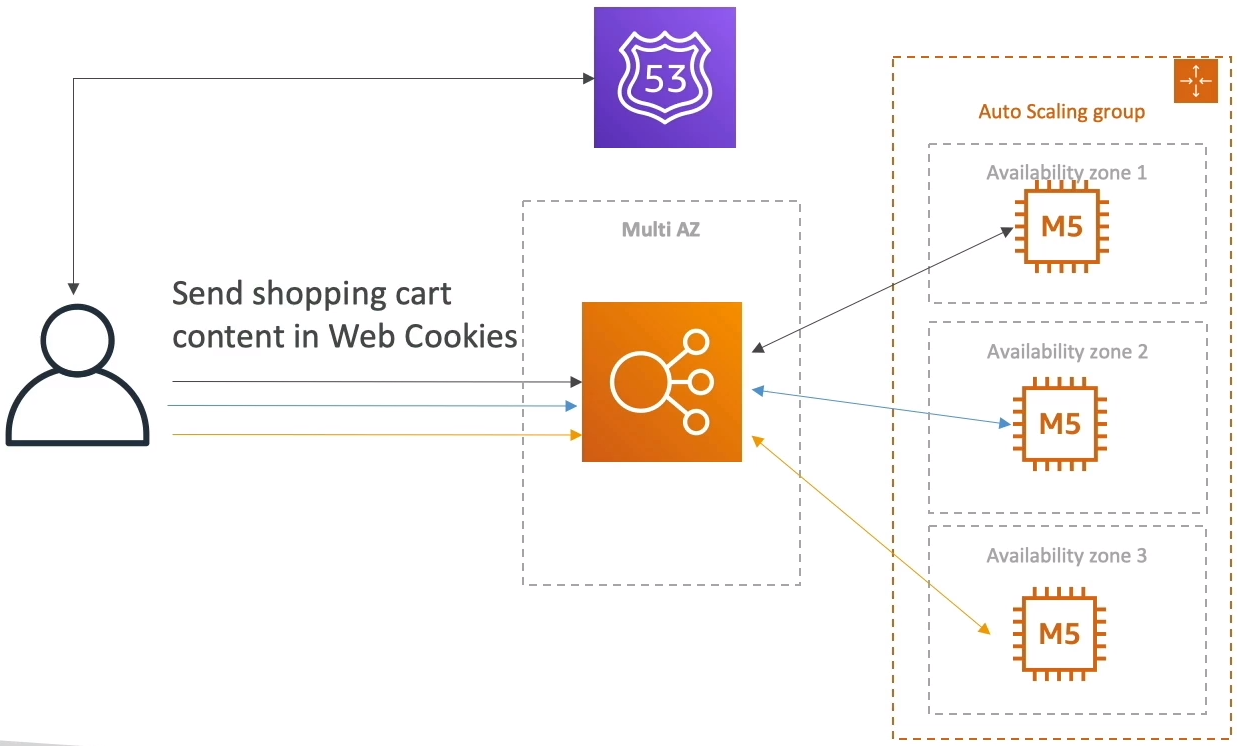 53
Auto Scaling group
Availability zone 1
M5
Multi AZ
Send shopping cart
content in Web Cookies
Availability zone 2
M5
Availability zone 3
M5